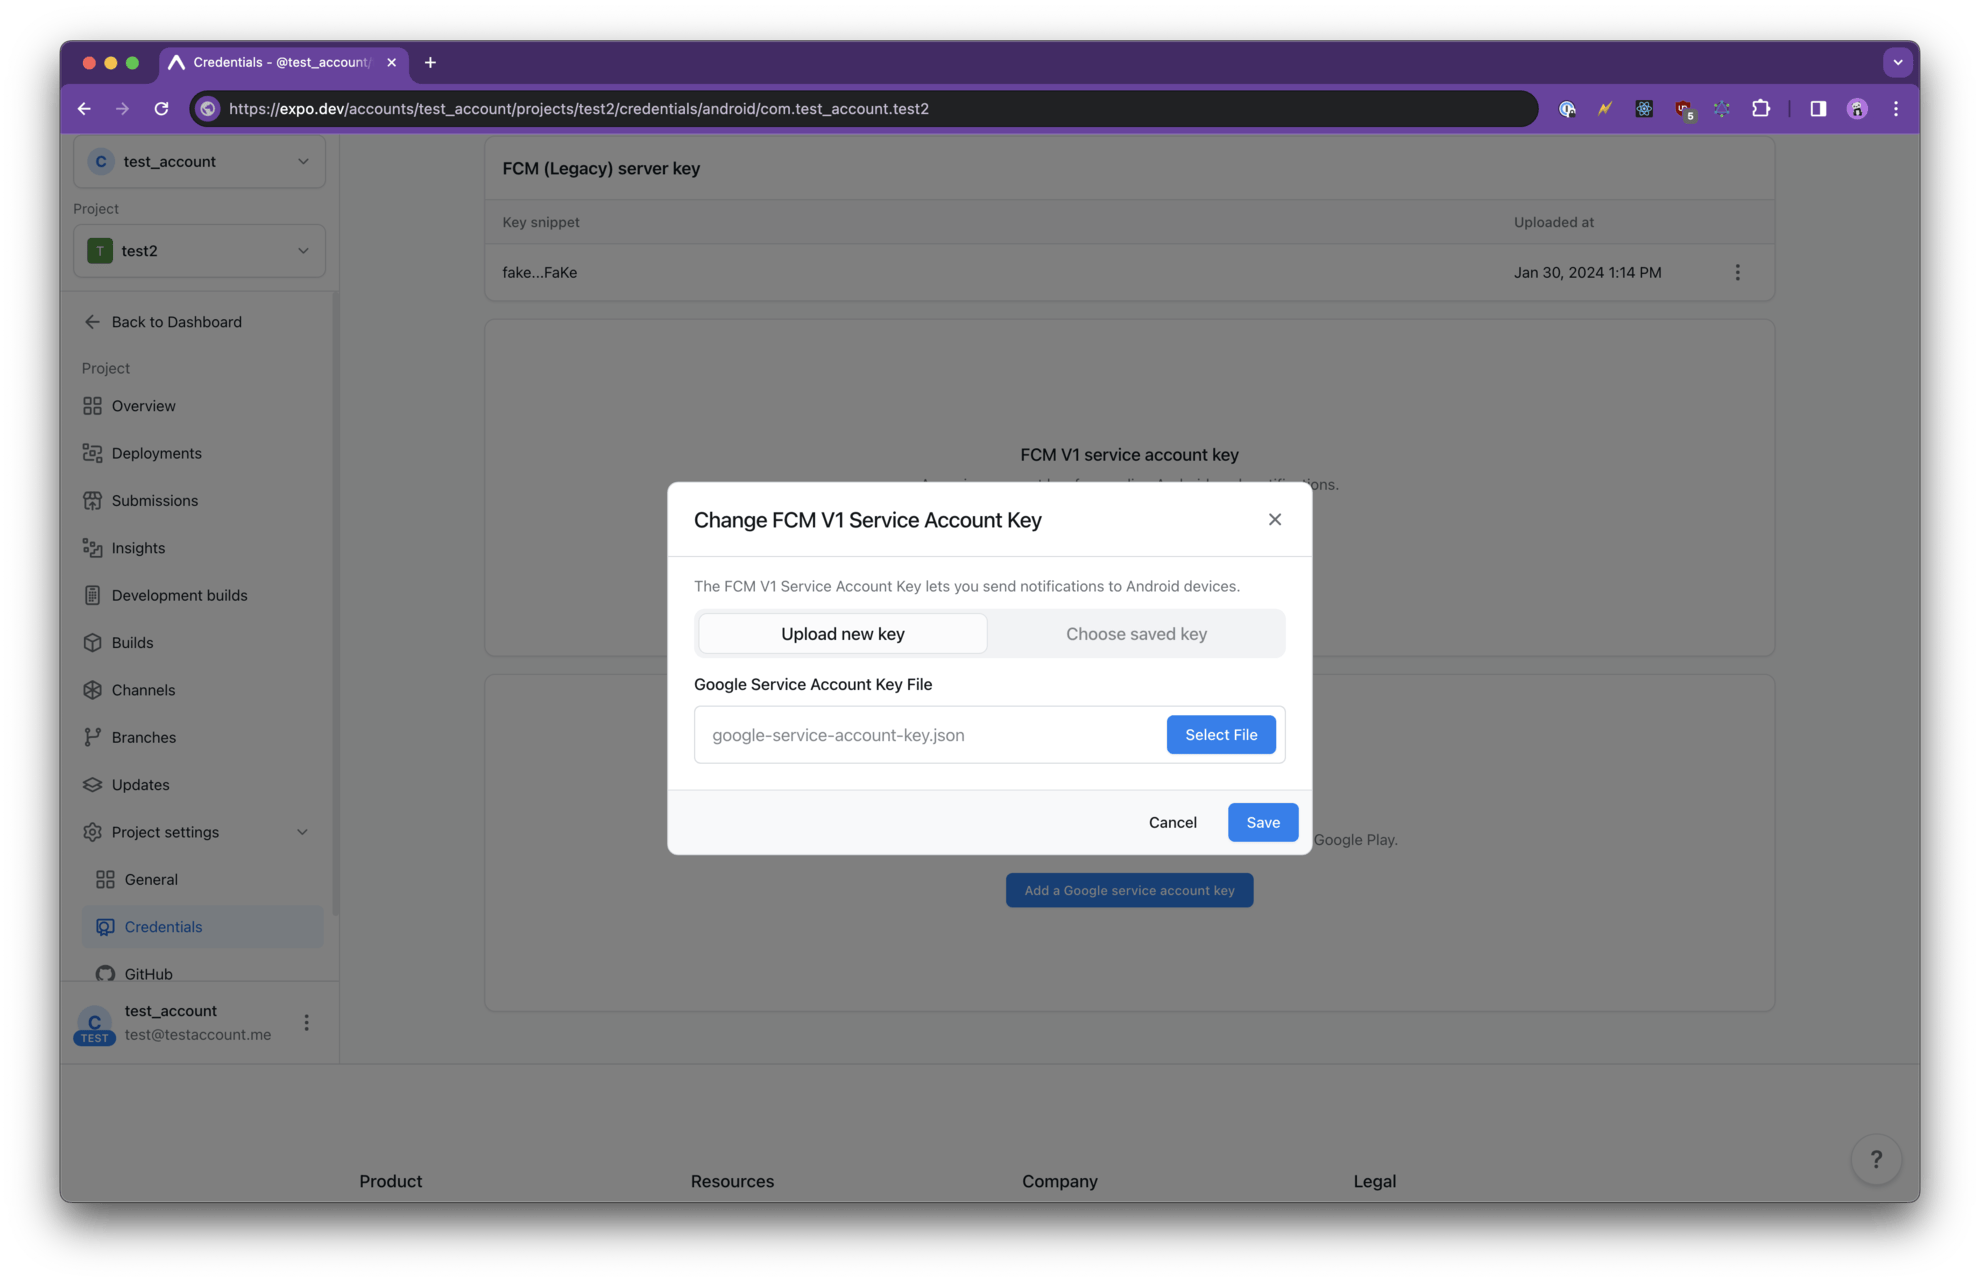 Credentials - @test_account/
https://expo.dev/accounts/test_account/projects/test2/credentials/android/com.test_account.test2
5
C test_account
Project
T test2
Back to Dashboard
Project
Overview
Deployments
Submissions
Insights
Development builds
Builds
Channels
Branches
Updates
Project settings
General
Credentials
GitHub
C
TEST
test_account
test@testaccount.me
FCM (Legacy) server key
Key snippet Uploaded at
fake...FaKe Jan 30, 2024 1:14 PM
FCM V1 service account key
Change FCM V1 Service Account Key
The FCM V1 Service Account Key lets you send notifications to Android devices.
Upload new key Choose saved key
Google Service Account Key File
google-service-account-key.json Select File
Cancel Save
Google Play.
Add a Google service account key
?
Product Resources Company Legal